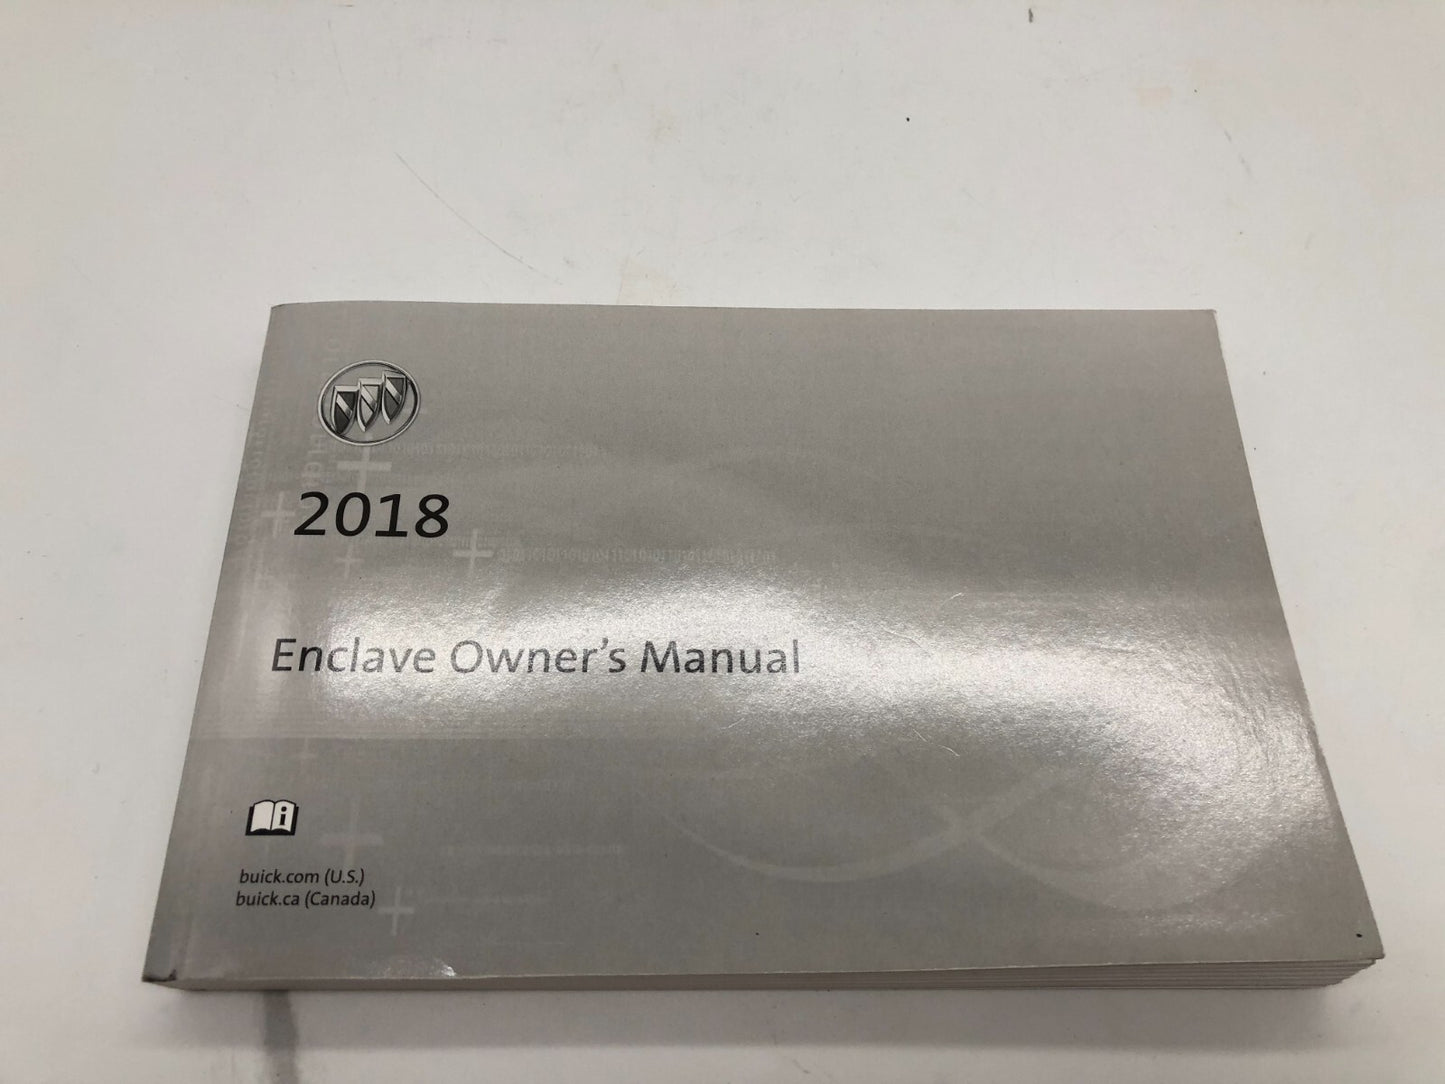 2018
Enclave Owner's Manual
i
buick.com (U.S.)
buick.ca (Canada)